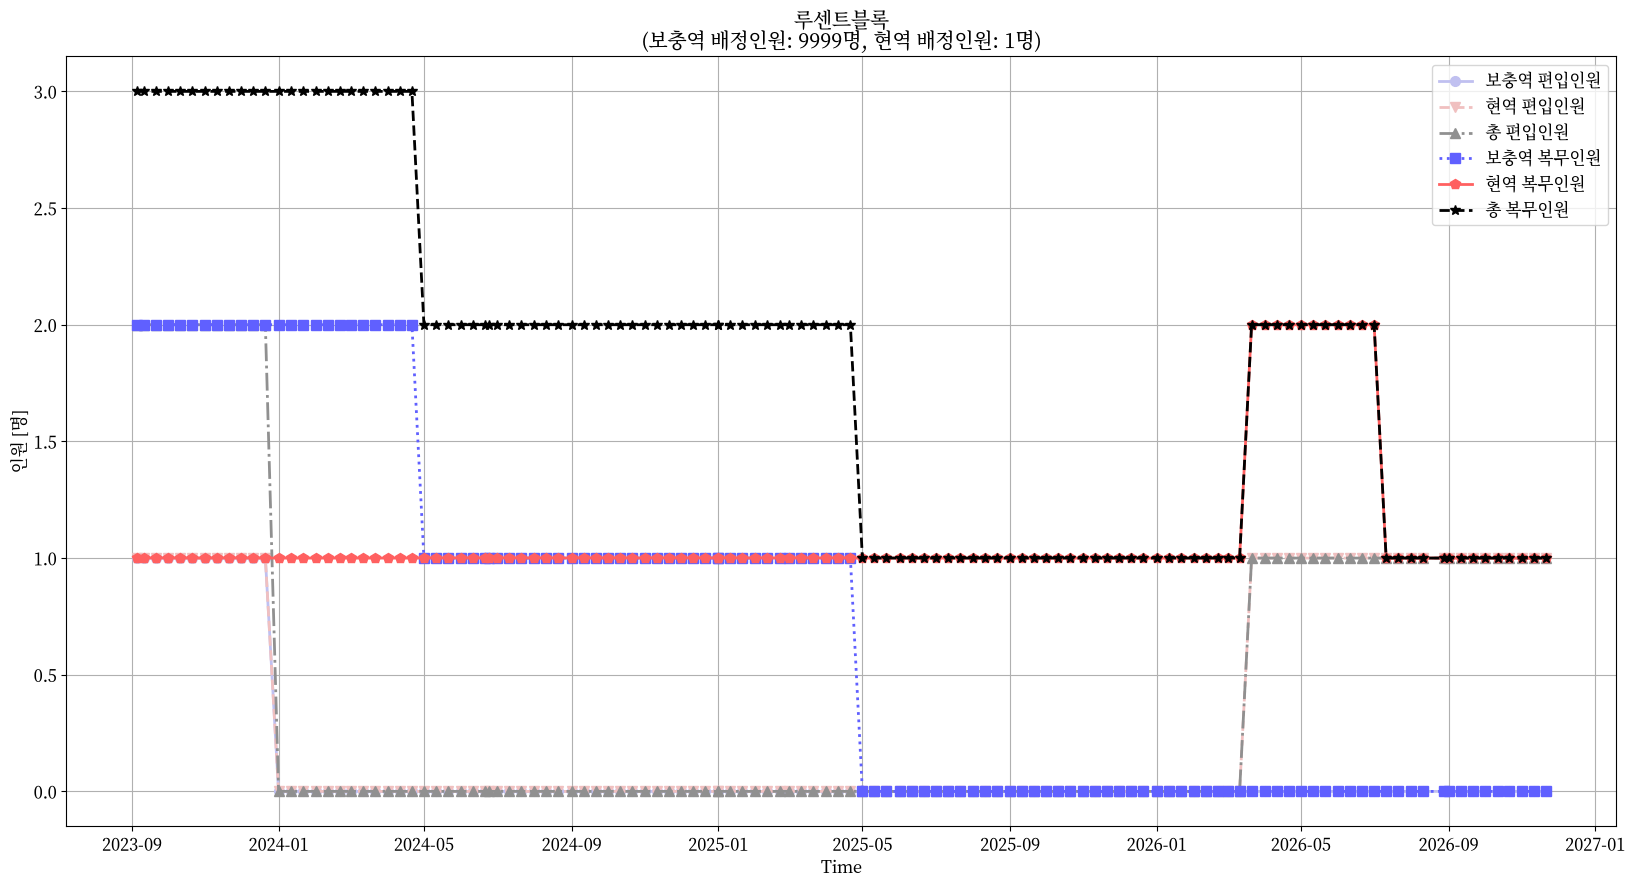 루센트블록
(보충역 배정인원: 9999명, 현역 배정인원: 1명)
보충역 편입인원
현역 편입인원
총 편입인원
보충역 복무인원
현역 복무인원
총 복무인원
인원 [명]
3.0
2.5
2.0
1.5
1.0
0.5
0.0
2023-09 2024-01 2024-05 2024-09 2025-01 2025-05 2025-09 2026-01 2026-05 2026-09 2027-01
Time